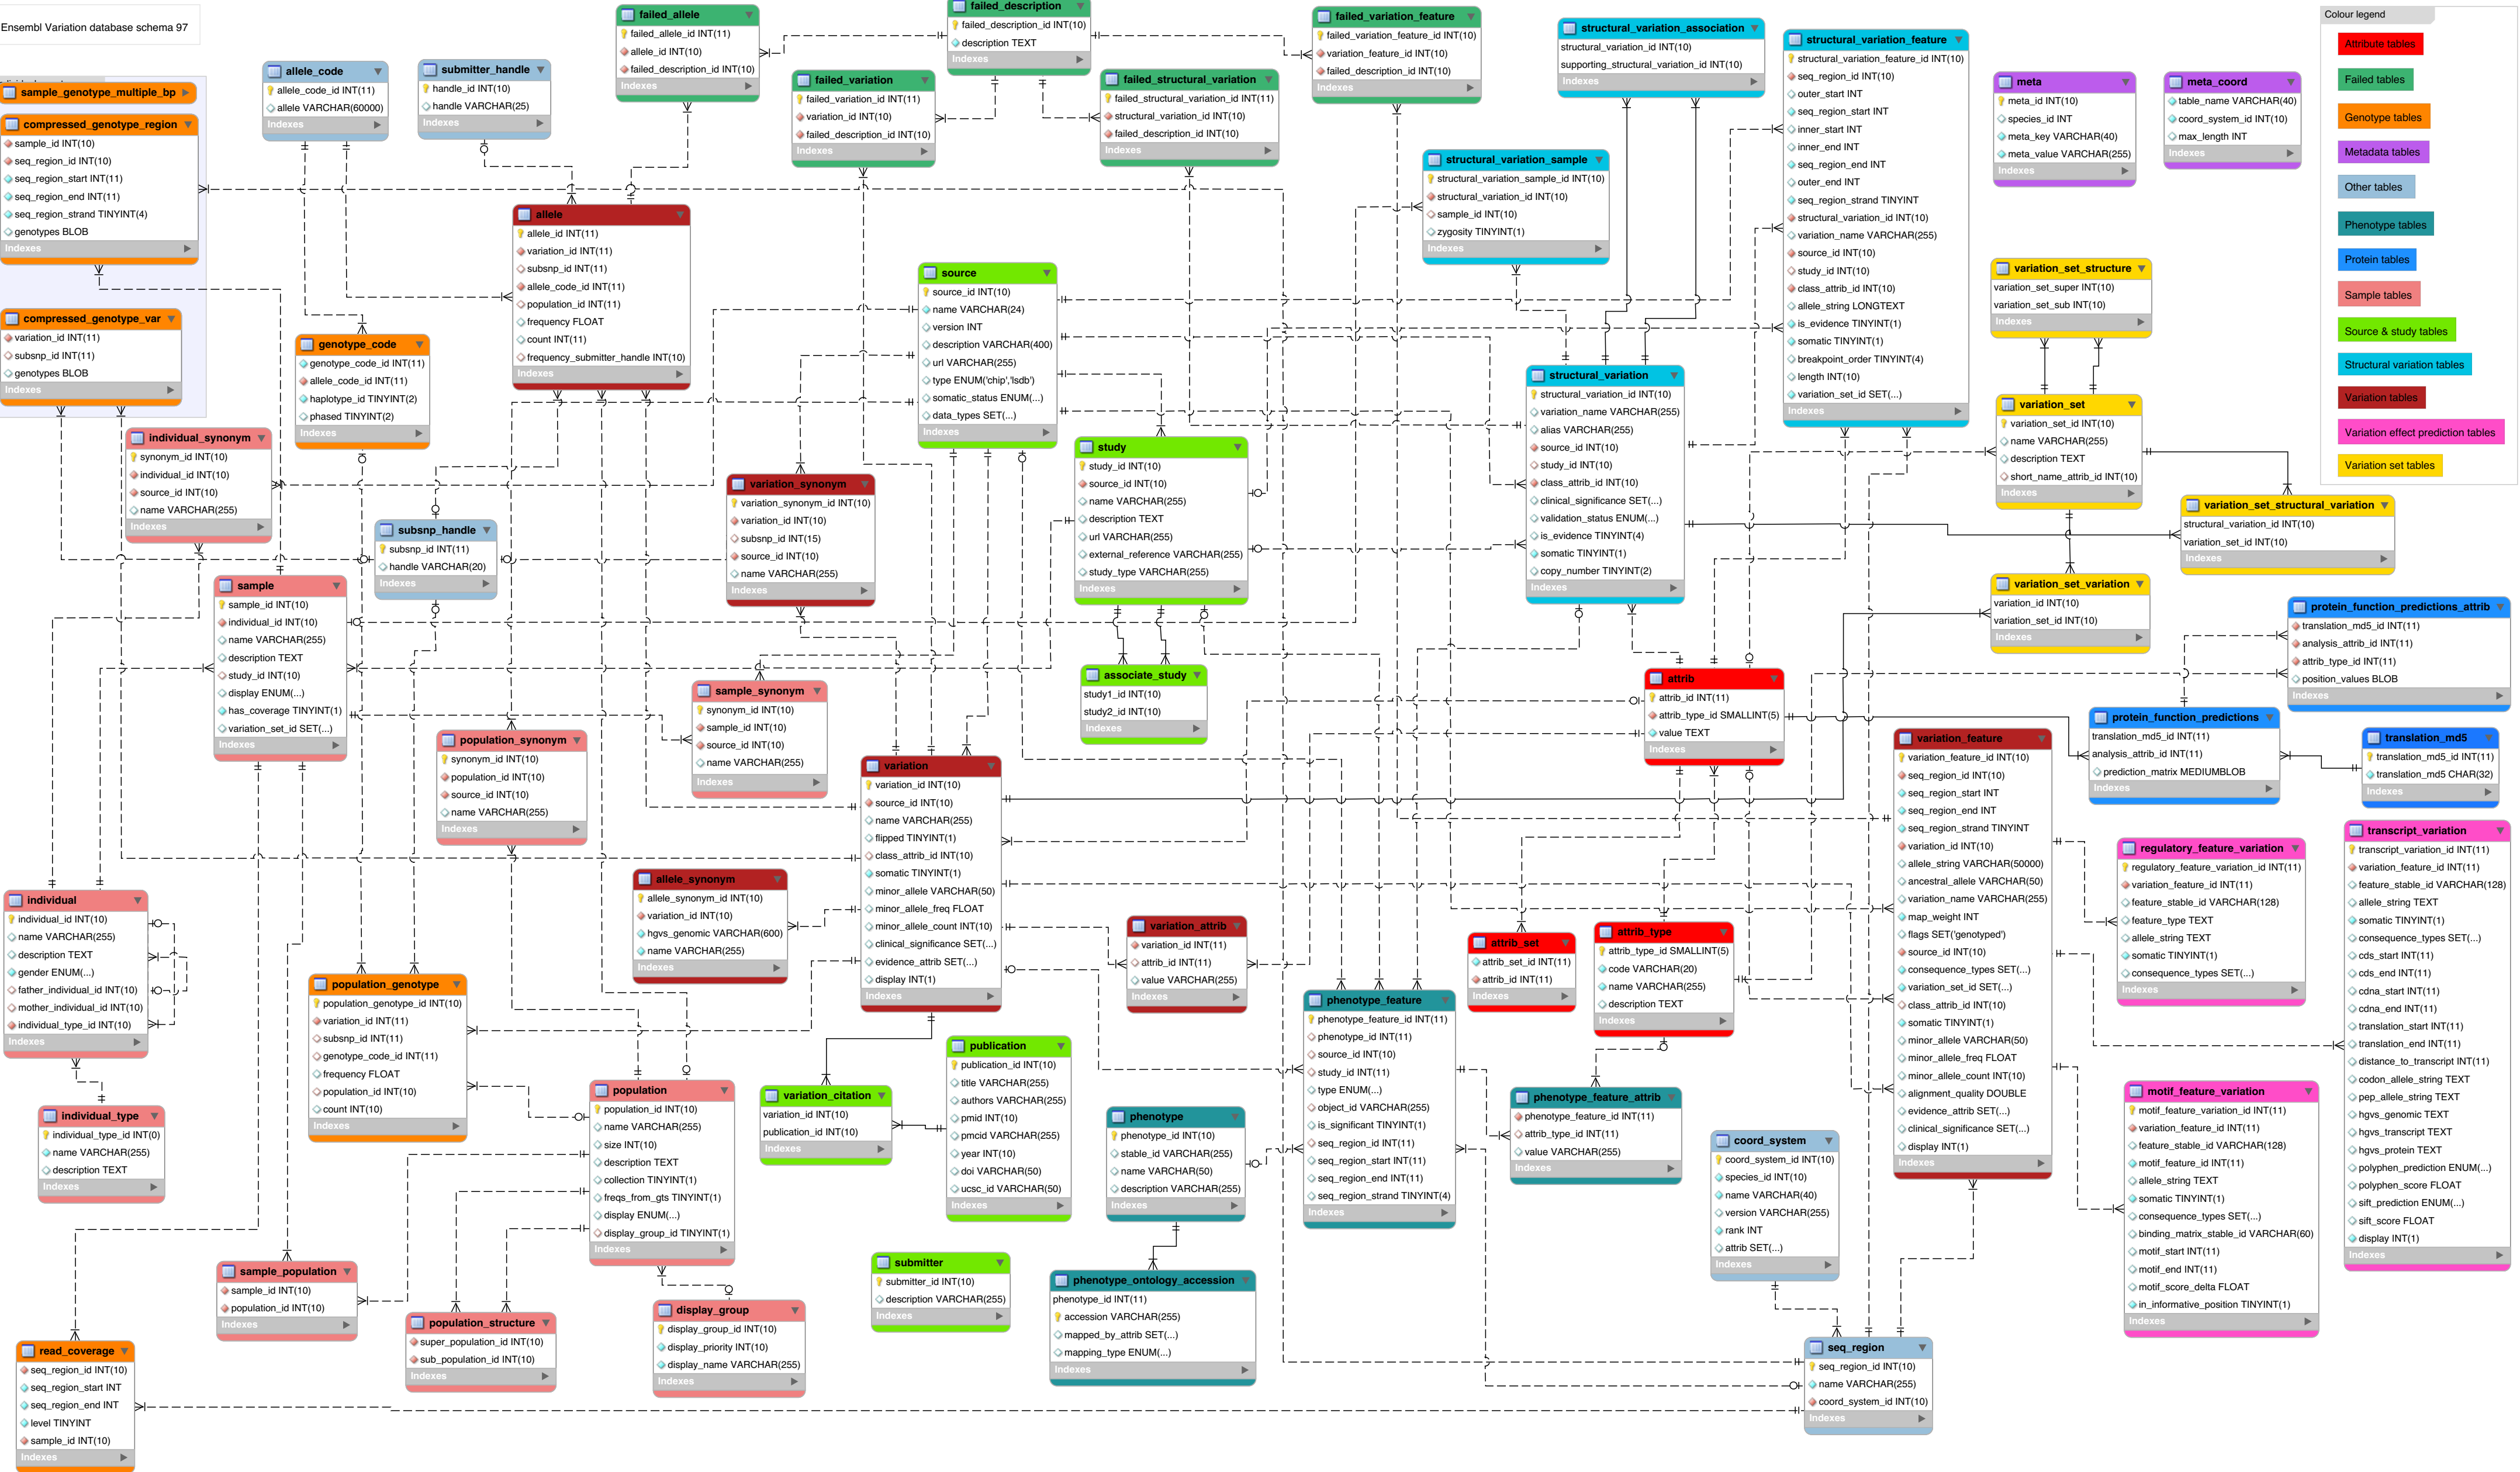 Ensembl Variation database schema 97
sample_genotype_multiple_bp
compressed_genotype_region
sample_id INT(10)
seq_region_id INT(10)
seq_region_start INT(11)
seq_region_end INT(11)
seq_region_strand TINYINT(4)
genotypes BLOB
Indexes
compressed_genotype_var
variation_id INT(11)
subsnp_id INT(11)
genotypes BLOB
Indexes
allele_code
allele_code_id INT(11)
allele VARCHAR(60000)
Indexes
submitter_handle
handle_id INT(10)
handle VARCHAR(25)
Indexes
failed_allele
failed_allele_id INT(11)
allele_id INT(10)
failed_description_id INT(10)
Indexes
failed_description
failed_description_id INT(10)
description TEXT
Indexes
failed_variation
failed_variation_id INT(11)
variation_id INT(10)
failed_description_id INT(10)
Indexes
failed_structural_variation
failed_structural_variation_id INT(11)
structural_variation_id INT(10)
failed_description_id INT(10)
Indexes
failed_variation_feature
failed_variation_feature_id INT(10)
variation_feature_id INT(10)
failed_description_id INT(10)
Indexes
structural_variation_association
structural_variation_id INT(10)
supporting_structural_variation_id INT(10)
Indexes
structural_variation_sample
structural_variation_sample_id INT(10)
structural_variation_id INT(10)
sample_id INT(10)
zygosity TINYINT(1)
Indexes
structural_variation_feature
structural_variation_feature_id INT(10)
seq_region_id INT(10)
outer_start INT
seq_region_start INT
inner_start INT
inner_end INT
seq_region_end INT
outer_end INT
seq_region_strand TINYINT
structural_variation_id INT(10)
variation_name VARCHAR(255)
source_id INT(10)
study_id INT(10)
class_attrib_id INT(10)
allele_string LONGTEXT
is_evidence TINYINT(1)
somatic TINYINT(1)
breakpoint_order TINYINT(4)
length INT(10)
variation_set_id SET(...)
Indexes
meta
meta_id INT(10)
species_id INT
meta_key VARCHAR(40)
meta_value VARCHAR(255)
Indexes
meta_coord
table_name VARCHAR(40)
coord_system_id INT(10)
max_length INT
Indexes
Colour legend
Attribute tables
Failed tables
Genotype tables
Metadata tables
Other tables
Phenotype tables
Protein tables
Sample tables
Source & study tables
Structural variation tables
Variation tables
Variation effect prediction tables
Variation set tables
allele
allele_id INT(11)
variation_id INT(11)
subsnp_id INT(11)
allele_code_id INT(11)
population_id INT(11)
frequency FLOAT
count INT(11)
frequency_submitter_handle INT(10)
Indexes
source
source_id INT(10)
name VARCHAR(24)
version INT
description VARCHAR(400)
url VARCHAR(255)
type ENUM('chip','lsdb')
somatic_status ENUM(...)
data_types SET(...)
Indexes
genotype_code
genotype_code_id INT(11)
allele_code_id INT(11)
haplotype_id TINYINT(2)
phased TINYINT(2)
Indexes
individual_synonym
synonym_id INT(10)
individual_id INT(10)
source_id INT(10)
name VARCHAR(255)
Indexes
subsnp_handle
subsnp_id INT(11)
handle VARCHAR(20)
Indexes
variation_synonym
variation_synonym_id INT(10)
variation_id INT(10)
subsnp_id INT(15)
source_id INT(10)
name VARCHAR(255)
Indexes
study
study_id INT(10)
source_id INT(10)
name VARCHAR(255)
description TEXT
url VARCHAR(255)
external_reference VARCHAR(255)
study_type VARCHAR(255)
Indexes
structural_variation
structural_variation_id INT(10)
variation_name VARCHAR(255)
alias VARCHAR(255)
source_id INT(10)
study_id INT(10)
class_attrib_id INT(10)
clinical_significance SET(...)
validation_status ENUM(...)
is_evidence TINYINT(4)
somatic TINYINT(1)
copy_number TINYINT(2)
Indexes
variation_set_structure
variation_set_super INT(10)
variation_set_sub INT(10)
Indexes
variation_set
variation_set_id INT(10)
name VARCHAR(255)
description TEXT
short_name_attrib_id INT(10)
Indexes
variation_set_structural_variation
structural_variation_id INT(10)
variation_set_id INT(10)
Indexes
variation_set_variation
variation_id INT(10)
variation_set_id INT(10)
Indexes
protein_function_predictions_attrib
translation_md5_id INT(11)
analysis_attrib_id INT(11)
attrib_type_id INT(11)
position_values BLOB
Indexes
protein_function_predictions
translation_md5_id INT(11)
analysis_attrib_id INT(11)
prediction_matrix MEDIUMBLOB
Indexes
translation_md5
translation_md5_id INT(11)
translation_md5 CHAR(32)
Indexes
sample
sample_id INT(10)
individual_id INT(10)
name VARCHAR(255)
description TEXT
study_id INT(10)
display ENUM(...)
has_coverage TINYINT(1)
variation_set_id SET(...)
Indexes
associate_study
study1_id INT(10)
study2_id INT(10)
Indexes
sample_synonym
synonym_id INT(10)
sample_id INT(10)
source_id INT(10)
name VARCHAR(255)
Indexes
population_synonym
synonym_id INT(10)
population_id INT(10)
source_id INT(10)
name VARCHAR(255)
Indexes
attrib
attrib_id INT(11)
attrib_type_id SMALLINT(5)
value TEXT
Indexes
variation
variation_id INT(10)
source_id INT(10)
name VARCHAR(255)
flipped TINYINT(1)
class_attrib_id INT(10)
somatic TINYINT(1)
minor_allele VARCHAR(50)
minor_allele_freq FLOAT
minor_allele_count INT(10)
clinical_significance SET(...)
evidence_attrib SET(...)
display INT(1)
Indexes
variation_feature
variation_feature_id INT(10)
seq_region_id INT(10)
seq_region_start INT
seq_region_end INT
seq_region_strand TINYINT
variation_id INT(10)
allele_string VARCHAR(50000)
ancestral_allele VARCHAR(50)
variation_name VARCHAR(255)
map_weight INT
flags SET('genotyped')
source_id INT(10)
consequence_types SET(...)
variation_set_id SET(...)
class_attrib_id INT(10)
somatic TINYINT(1)
minor_allele VARCHAR(50)
minor_allele_freq FLOAT
minor_allele_count INT(10)
alignment_quality DOUBLE
evidence_attrib SET(...)
clinical_significance SET(...)
display INT(1)
Indexes
regulatory_feature_variation
regulatory_feature_variation_id INT(11)
variation_feature_id INT(11)
feature_stable_id VARCHAR(128)
feature_type TEXT
allele_string TEXT
somatic TINYINT(1)
consequence_types SET(...)
Indexes
transcript_variation
transcript_variation_id INT(11)
variation_feature_id INT(11)
feature_stable_id VARCHAR(128)
allele_string TEXT
somatic TINYINT(1)
consequence_types SET(...)
cds_start INT(11)
cds_end INT(11)
cdna_start INT(11)
cdna_end INT(11)
translation_start INT(11)
translation_end INT(11)
distance_to_transcript INT(11)
codon_allele_string TEXT
pep_allele_string TEXT
hgvs_genomic TEXT
hgvs_transcript TEXT
hgvs_protein TEXT
polyphen_prediction ENUM(...)
polyphen_score FLOAT
sift_prediction ENUM(...)
sift_score FLOAT
display INT(1)
Indexes
individual
individual_id INT(10)
name VARCHAR(255)
description TEXT
gender ENUM(...)
father_individual_id INT(10)
mother_individual_id INT(10)
individual_type_id INT(10)
Indexes
allele_synonym
allele_synonym_id INT(10)
variation_id INT(10)
hgvs_genomic VARCHAR(600)
name VARCHAR(255)
Indexes
variation_attrib
variation_id INT(11)
attrib_id INT(11)
value VARCHAR(255)
Indexes
attrib_set
attrib_set_id INT(11)
attrib_id INT(11)
Indexes
attrib_type
attrib_type_id SMALLINT(5)
code VARCHAR(20)
name VARCHAR(255)
description TEXT
Indexes
population_genotype
population_genotype_id INT(10)
variation_id INT(11)
subsnp_id INT(11)
genotype_code_id INT(11)
frequency FLOAT
population_id INT(10)
count INT(10)
Indexes
phenotype_feature
phenotype_feature_id INT(11)
phenotype_id INT(11)
source_id INT(10)
study_id INT(11)
type ENUM(...)
object_id VARCHAR(255)
is_significant TINYINT(1)
seq_region_id INT(11)
seq_region_start INT(11)
seq_region_end INT(11)
seq_region_strand TINYINT(4)
Indexes
publication
publication_id INT(10)
title VARCHAR(255)
authors VARCHAR(255)
pmid INT(10)
pmcid VARCHAR(255)
year INT(10)
doi VARCHAR(50)
ucsc_id VARCHAR(50)
Indexes
individual_type
individual_type_id INT(0)
name VARCHAR(255)
description TEXT
Indexes
population
population_id INT(10)
name VARCHAR(255)
size INT(10)
description TEXT
collection TINYINT(1)
freqs_from_gts TINYINT(1)
display ENUM(...)
display_group_id TINYINT(1)
Indexes
variation_citation
variation_id INT(10)
publication_id INT(10)
Indexes
phenotype
phenotype_id INT(10)
stable_id VARCHAR(255)
name VARCHAR(50)
description VARCHAR(255)
Indexes
phenotype_feature_attrib
phenotype_feature_id INT(11)
attrib_type_id INT(11)
value VARCHAR(255)
Indexes
coord_system
coord_system_id INT(10)
species_id INT(10)
name VARCHAR(40)
version VARCHAR(255)
rank INT
attrib SET(...)
Indexes
motif_feature_variation
motif_feature_variation_id INT(11)
variation_feature_id INT(11)
feature_stable_id VARCHAR(128)
motif_feature_id INT(11)
allele_string TEXT
somatic TINYINT(1)
consequence_types SET(...)
binding_matrix_stable_id VARCHAR(60)
motif_start INT(11)
motif_end INT(11)
motif_score_delta FLOAT
in_informative_position TINYINT(1)
Indexes
sample_population
sample_id INT(10)
population_id INT(10)
Indexes
submitter
submitter_id INT(10)
description VARCHAR(255)
Indexes
phenotype_ontology_accession
phenotype_id INT(11)
accession VARCHAR(255)
mapped_by_attrib SET(...)
mapping_type ENUM(...)
Indexes
population_structure
super_population_id INT(10)
sub_population_id INT(10)
Indexes
display_group
display_group_id INT(10)
display_priority INT(10)
display_name VARCHAR(255)
Indexes
read_coverage
seq_region_id INT(10)
seq_region_start INT
seq_region_end INT
level TINYINT
sample_id INT(10)
Indexes
seq_region
seq_region_id INT(10)
name VARCHAR(255)
coord_system_id INT(10)
Indexes